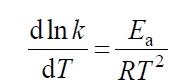 d ln k / dT = Eₐ / RT²